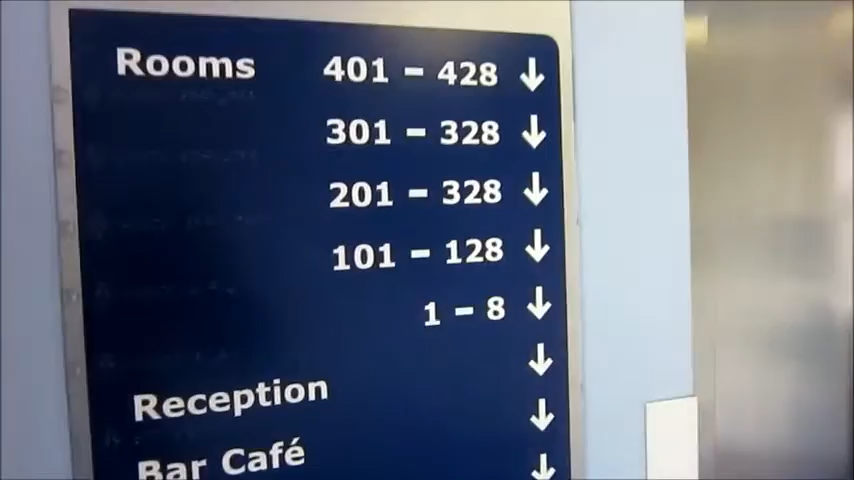 Rooms 401 – 428 ↓
301 – 328 ↓
201 – 328 ↓
101 – 128 ↓
1 – 8 ↓
↓
Reception ↓
Bar Café ↓